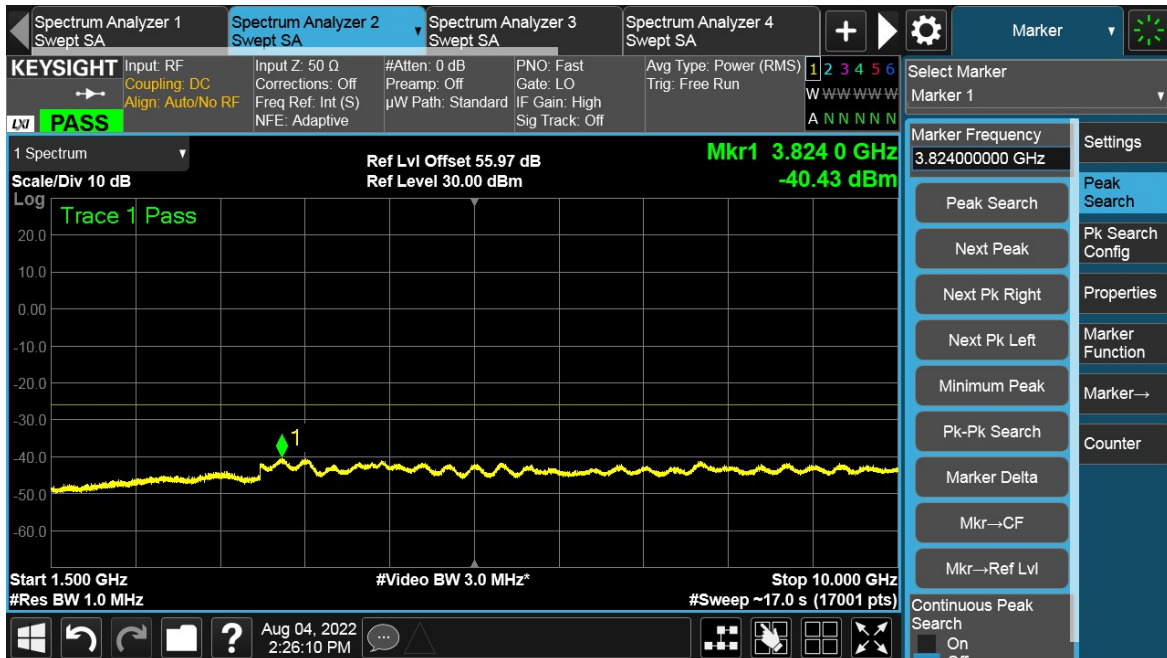 Spectrum Analyzer 1
Swept SA
Spectrum Analyzer 2
Swept SA
Spectrum Analyzer 3
Swept SA
Spectrum Analyzer 4
Swept SA
+
Marker
KEYSIGHT
LXI
PASS
Input: RF
Coupling: DC
Align: Auto/No RF
Input Z: 50 Ω
Corrections: Off
Freq Ref: Int (S)
NFE: Adaptive
#Atten: 0 dB
Preamp: Off
µW Path: Standard
PNO: Fast
Gate: LO
IF Gain: High
Sig Track: Off
Avg Type: Power (RMS)
Trig: Free Run
1 2 3 4 5 6
W W W W W W
A N N N N N
Select Marker
Marker 1
1 Spectrum
Scale/Div 10 dB
Ref Lvl Offset 55.97 dB
Ref Level 30.00 dBm
Mkr1 3.824 0 GHz
-40.43 dBm
Log
Trace 1 Pass
20.0
10.0
0.00
-10.0
-20.0
-30.0
-40.0
-50.0
-60.0
1
Start 1.500 GHz
#Res BW 1.0 MHz
#Video BW 3.0 MHz*
Stop 10.000 GHz
#Sweep ~17.0 s (17001 pts)
Marker Frequency
3.824000000 GHz
Peak Search
Next Peak
Next Pk Right
Next Pk Left
Minimum Peak
Pk-Pk Search
Marker Delta
Mkr→CF
Mkr→Ref Lvl
Continuous Peak
Search
On
Off
Settings
Peak
Search
Pk Search
Config
Properties
Marker
Function
Marker→
Counter
?
Aug 04, 2022
2:26:10 PM